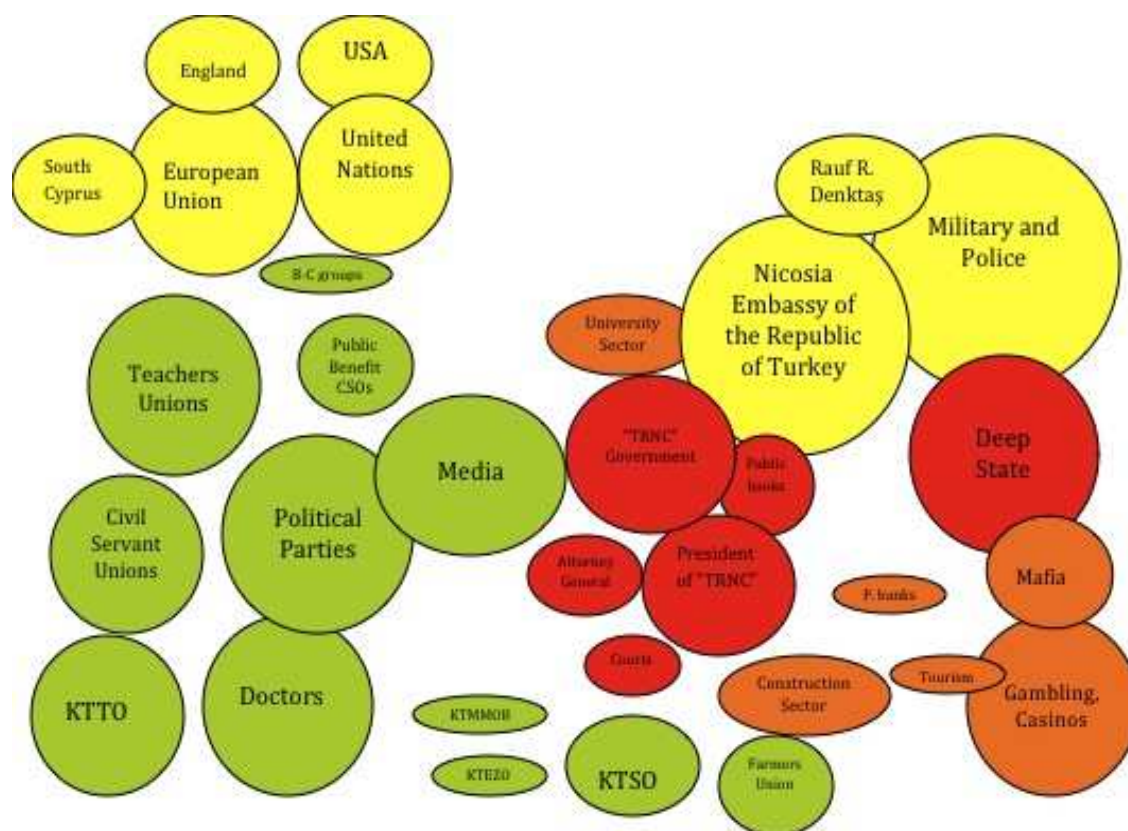 England
USA
South
Cyprus
European
Union
United
Nations
B-C groups
Rauf R.
Denktaş
Military and
Police
Nicosia
Embassy of
the Republic
of Turkey
University
Sector
Teachers
Unions
Public
Benefit
CSOs
Media
"TRNC"
Government
Public
banks
Deep
State
Civil
Servant
Unions
Political
Parties
Attorney
General
President
of "TRNC"
P. banks
Mafia
KTTO
Doctors
Courts
Construction
Sector
Tourism
Gambling,
Casinos
KTMMOB
KTEZO
KTSO
Farmers
Union